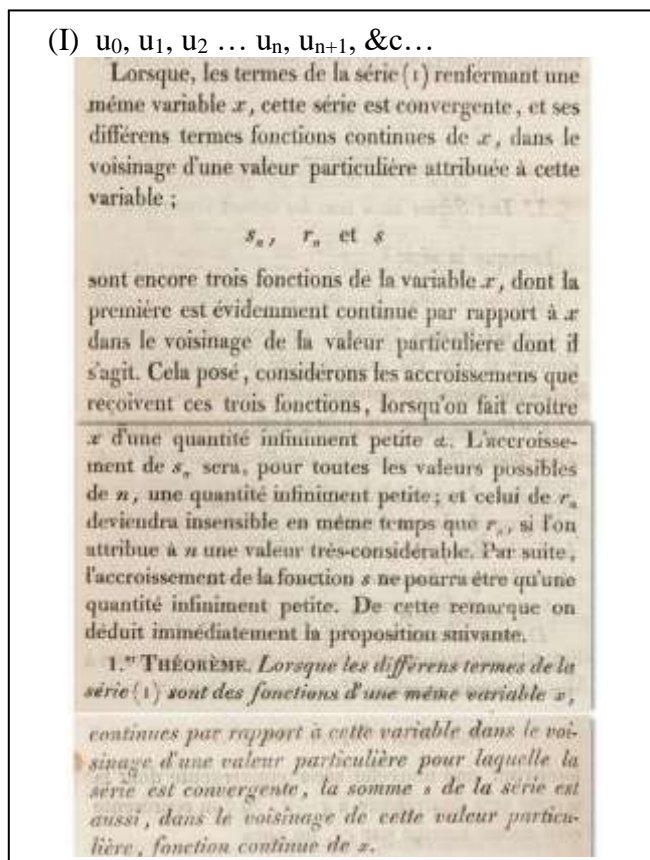 (I) u₀, u₁, u₂ … uₙ, uₙ₊₁, &c…
Lorsque, les termes de la série (1) renfermant une
même variable x, cette série est convergente, et ses
différens termes fonctions continues de x, dans le
voisinage d'une valeur particulière attribuée à cette
variable ;
sₙ, rₙ et s
sont encore trois fonctions de la variable x, dont la
première est évidemment continue par rapport à x
dans le voisinage de la valeur particulière dont il
s'agit. Cela posé, considérons les accroissemens que
reçoivent ces trois fonctions, lorsqu'on fait croître
x d'une quantité infiniment petite α. L'accroisse-
ment de sₙ sera, pour toutes les valeurs possibles
de n, une quantité infiniment petite; et celui de rₙ
deviendra insensible en même temps que rₙ, si l'on
attribue à n une valeur très-considérable. Par suite,
l'accroissement de la fonction s ne pourra être qu'une
quantité infiniment petite. De cette remarque on
déduit immédiatement la proposition suivante.
1.er THÉORÈME. Lorsque les différens termes de la
série (1) sont des fonctions d'une même variable x,
continues par rapport à cette variable dans le voi-
sinage d'une valeur particulière pour laquelle la
série est convergente, la somme s de la série est
aussi, dans le voisinage de cette valeur particu-
lière, fonction continue de x.